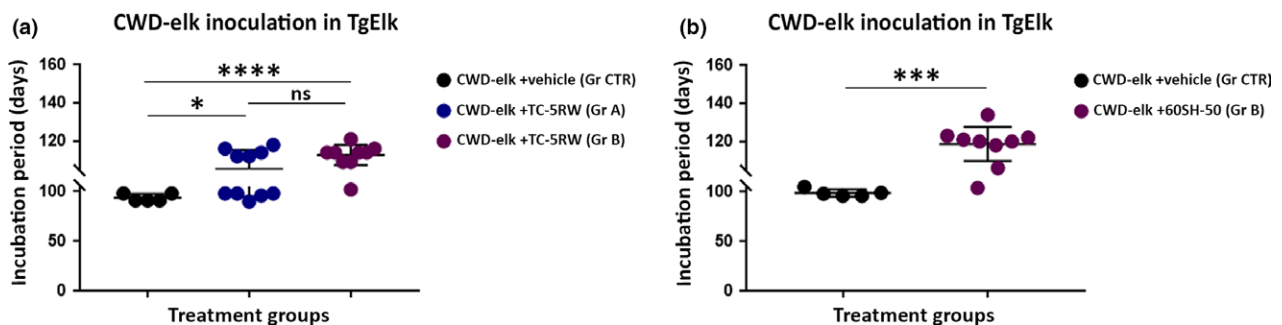 (a)
CWD-elk inoculation in TgElk
Incubation period (days)
160
140
120
100
50
0
****
*
ns
Treatment groups
CWD-elk +vehicle (Gr CTR)
CWD-elk +TC-5RW (Gr A)
CWD-elk +TC-5RW (Gr B)
(b)
CWD-elk inoculation in TgElk
Incubation period (days)
160
140
120
100
50
0
***
Treatment groups
CWD-elk +vehicle (Gr CTR)
CWD-elk +60SH-50 (Gr B)